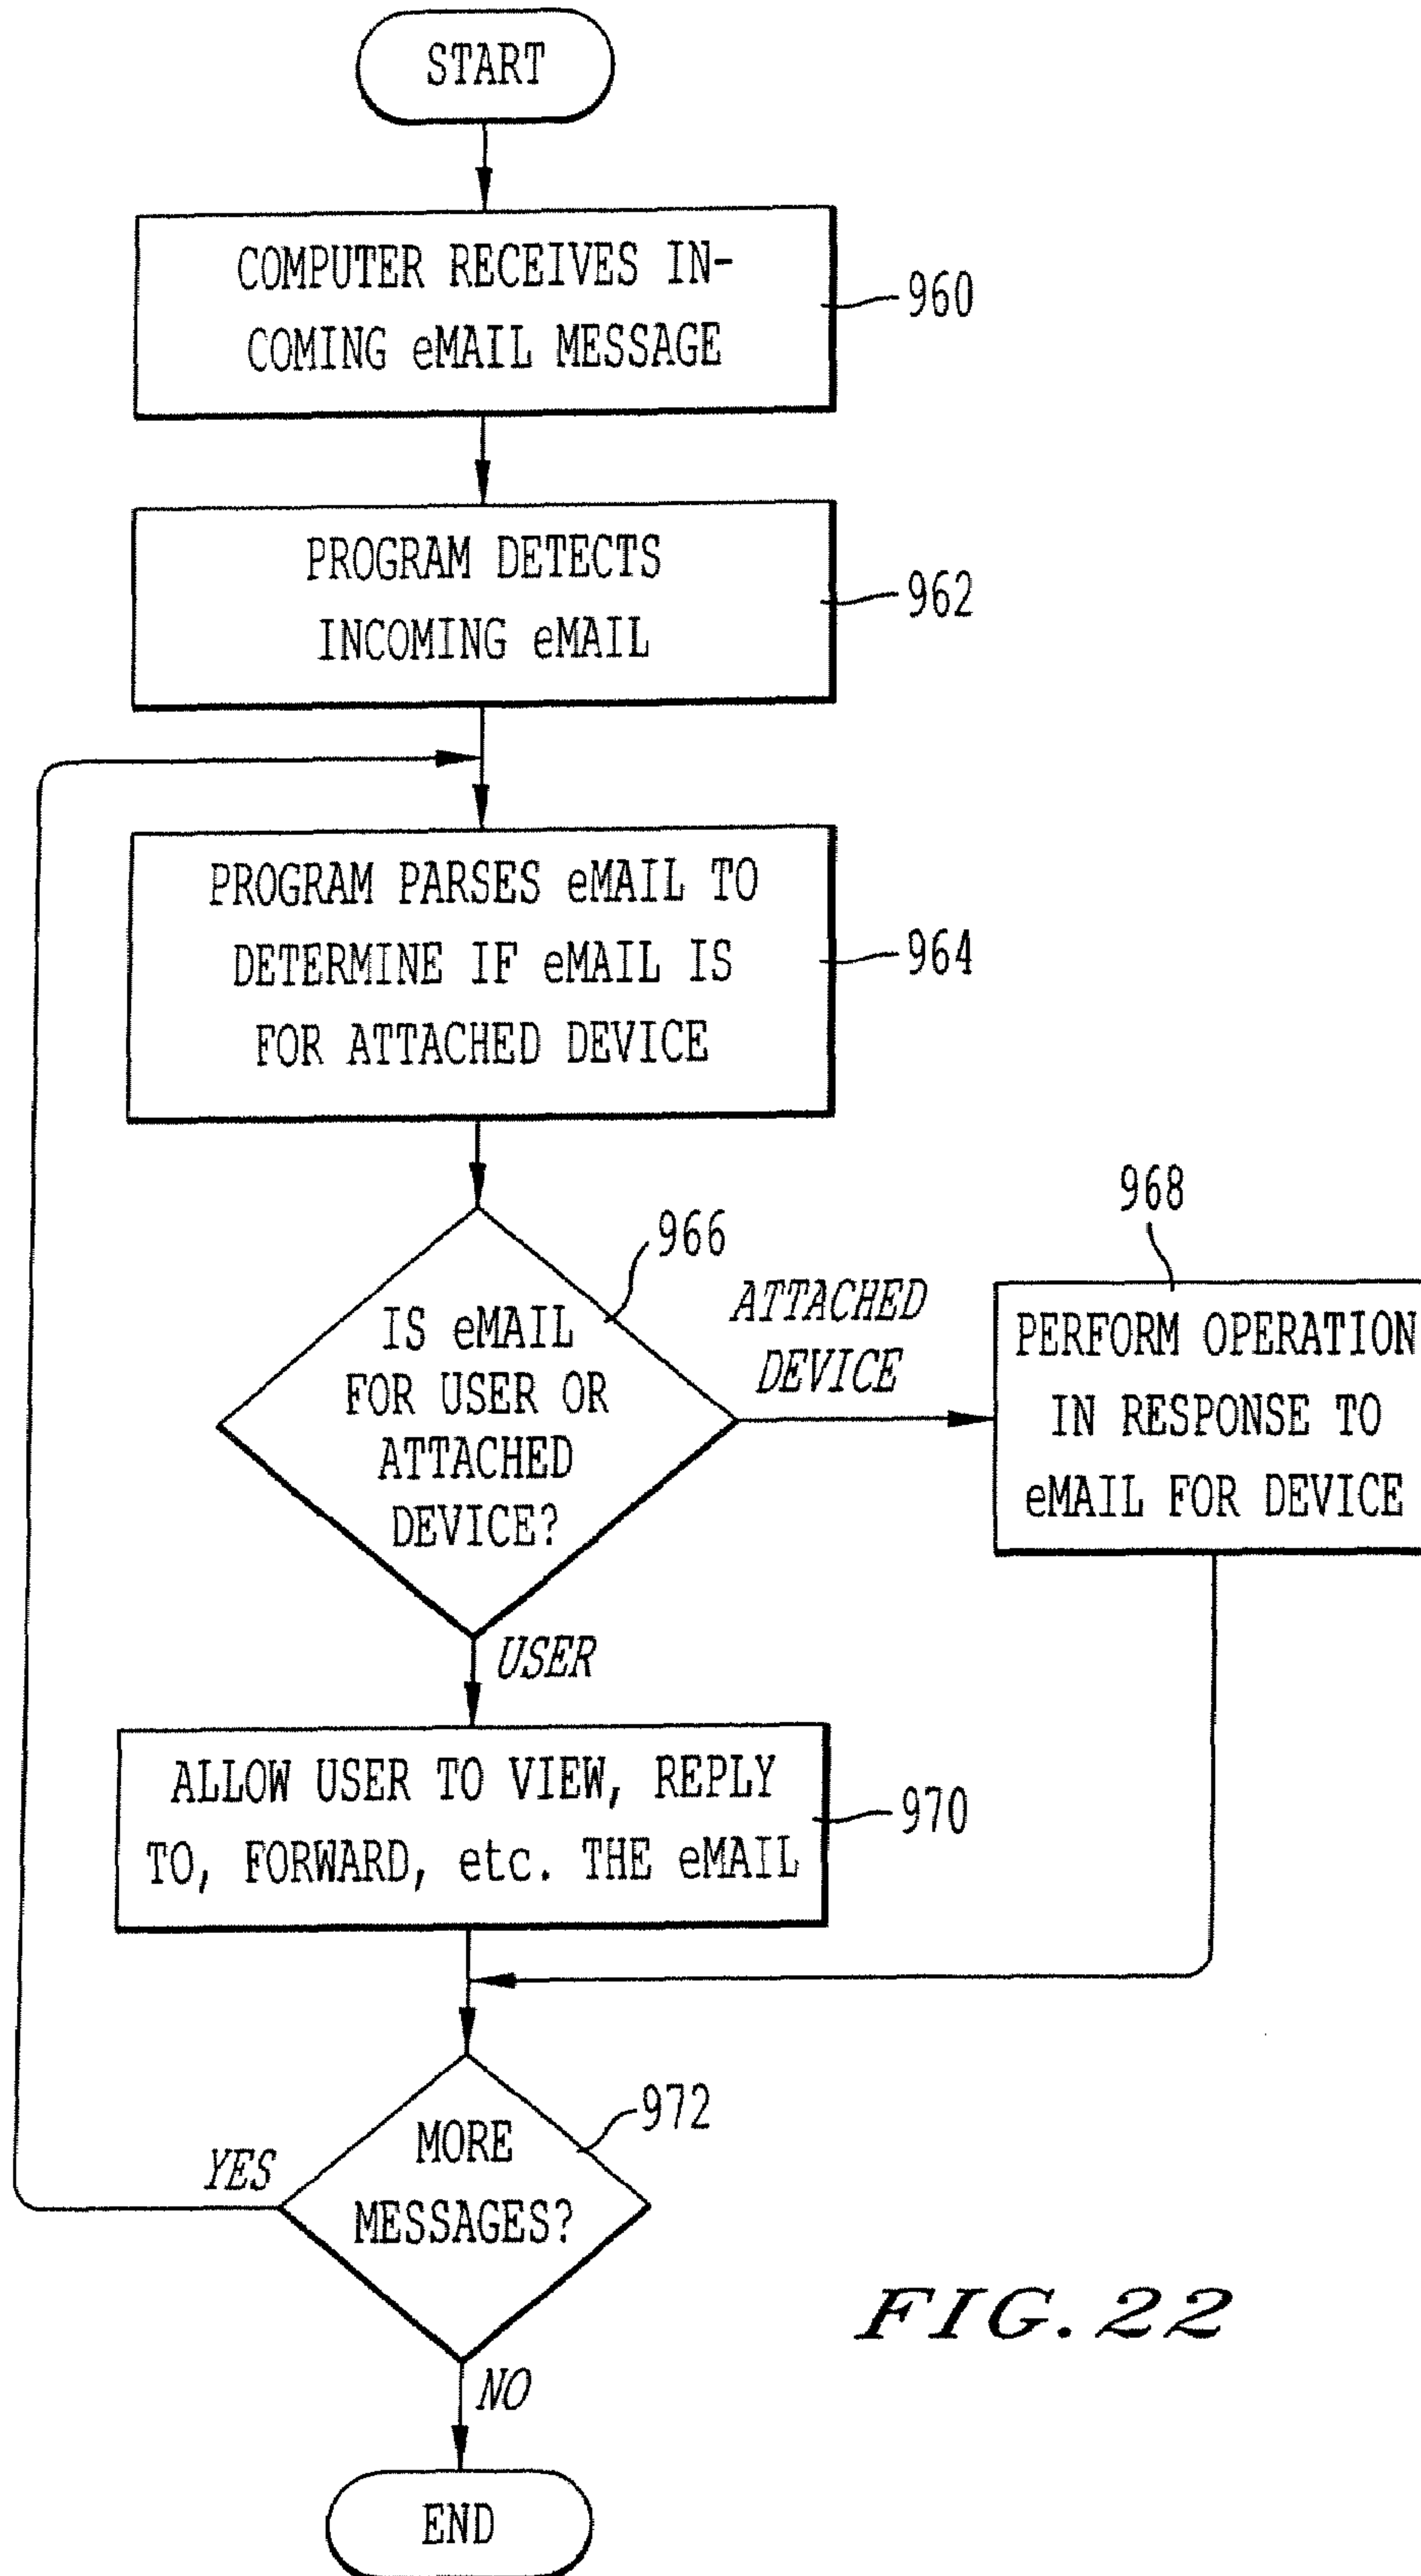 START
COMPUTER RECEIVES IN-
COMING eMAIL MESSAGE
960
PROGRAM DETECTS
INCOMING eMAIL
962
PROGRAM PARSES eMAIL TO
DETERMINE IF eMAIL IS
FOR ATTACHED DEVICE
964
IS eMAIL
FOR USER OR
ATTACHED
DEVICE?
966
ATTACHED
DEVICE
968
PERFORM OPERATION
IN RESPONSE TO
eMAIL FOR DEVICE
USER
ALLOW USER TO VIEW, REPLY
TO, FORWARD, etc. THE eMAIL
970
MORE
MESSAGES?
972
YES
NO
END
FIG. 22